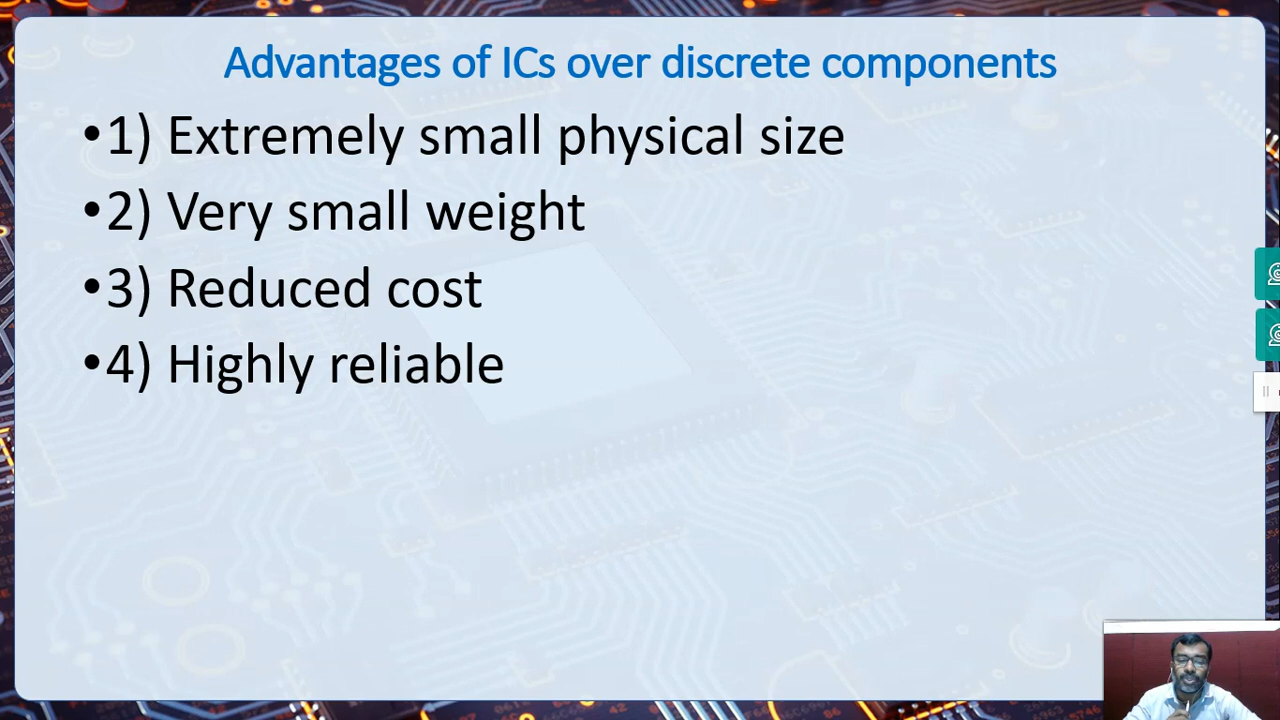 Advantages of ICs over discrete components
•1) Extremely small physical size
•2) Very small weight
•3) Reduced cost
•4) Highly reliable